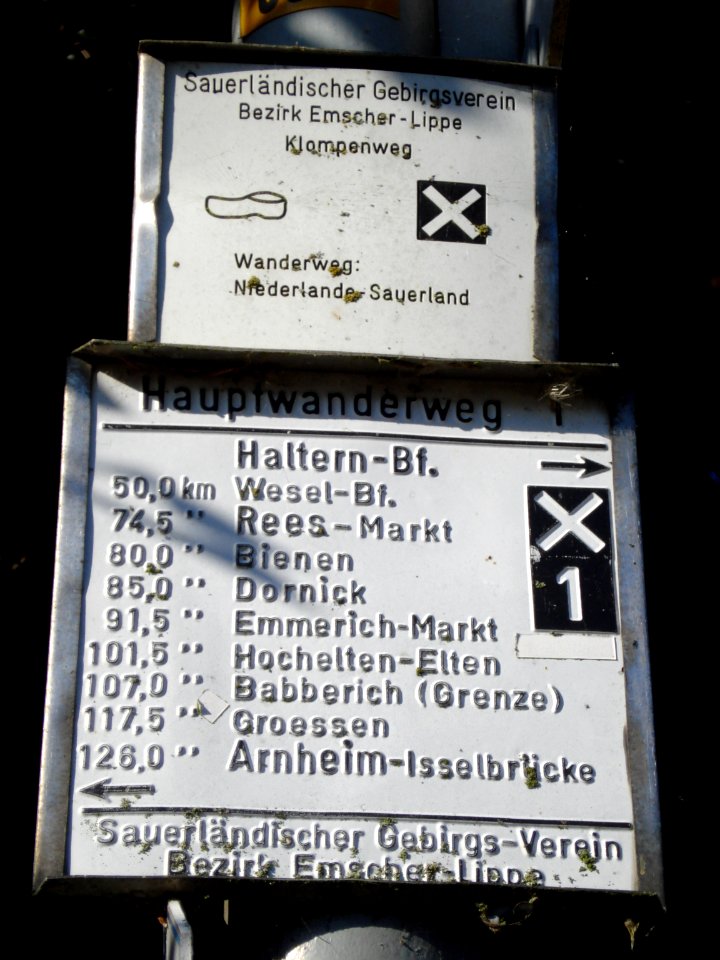 Sauerländischer Gebirgsverein
Bezirk Emscher-Lippe
Klompenweg
Wanderweg:
Niederlande-Sauerland
Hauptwanderweg 1
Haltern-Bf.
50,0 km Wesel-Bf.
74,5 " Rees-Markt
80,0 " Bienen
85,0 " Dornick
91,5 " Emmerich-Markt
101,5 " Hochelten-Elten
107,0 " Babberich (Grenze)
117,5 " Groessen
126,0 " Arnheim-Isselbrücke
X
1
Sauerländischer Gebirgs-Verein
Bezirk Emscher-Lippe